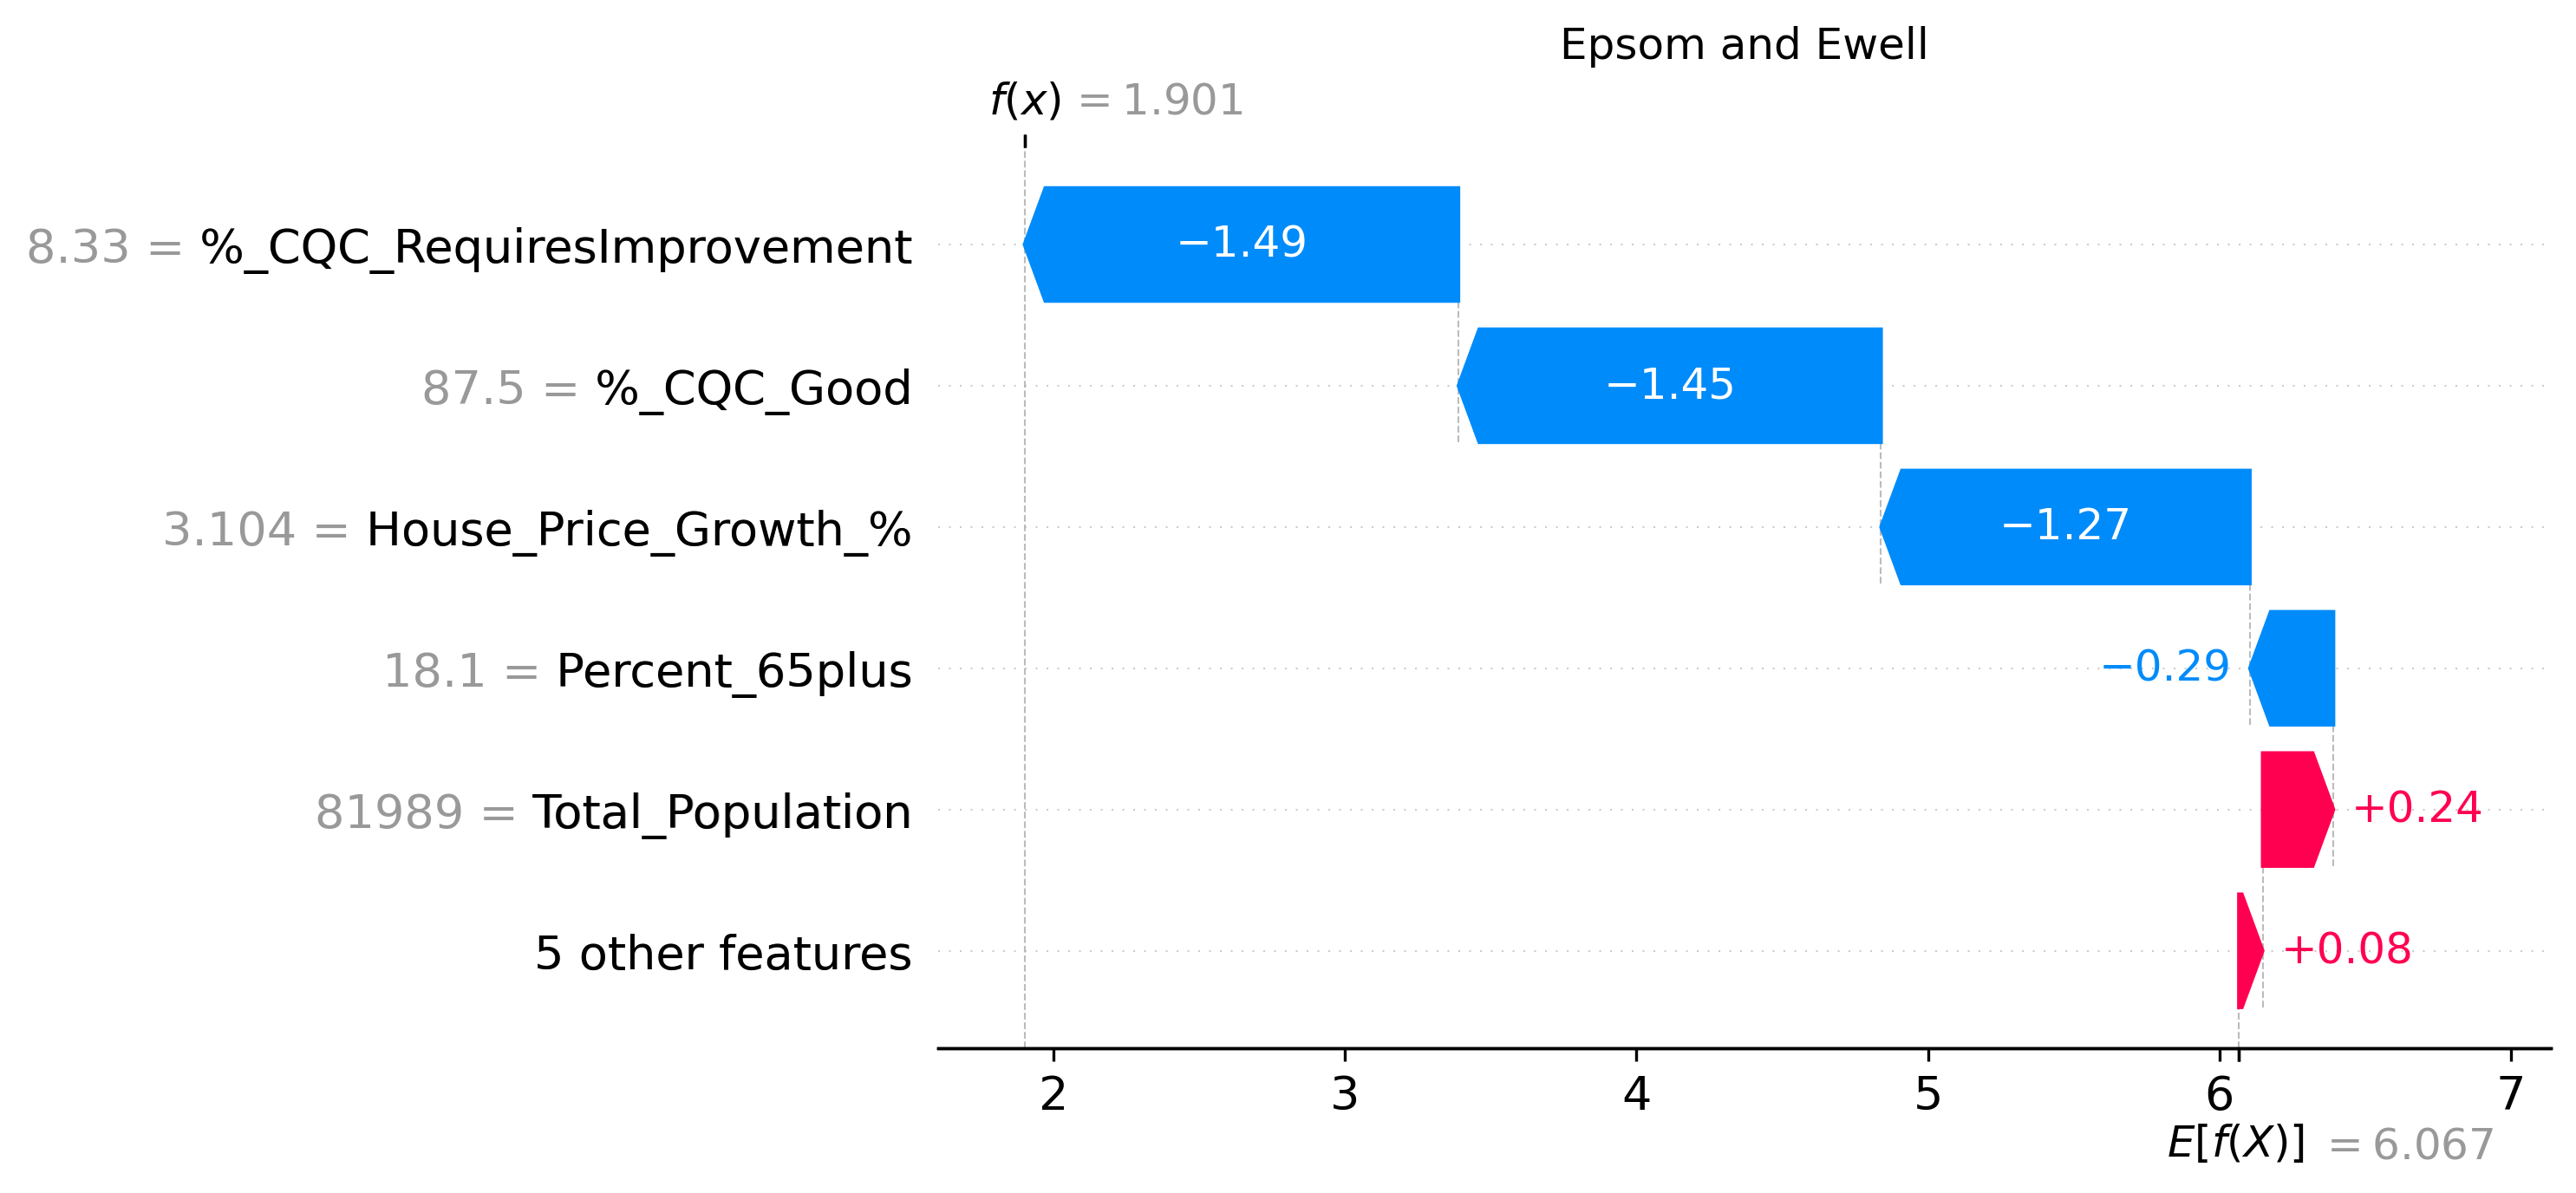 Epsom and Ewell
f(x) = 1.901
8.33 = %_CQC_RequiresImprovement
−1.49
87.5 = %_CQC_Good
−1.45
3.104 = House_Price_Growth_%
−1.27
18.1 = Percent_65plus
−0.29
81989 = Total_Population
+0.24
5 other features
+0.08
2 3 4 5 6 7
E[f(X)] = 6.067